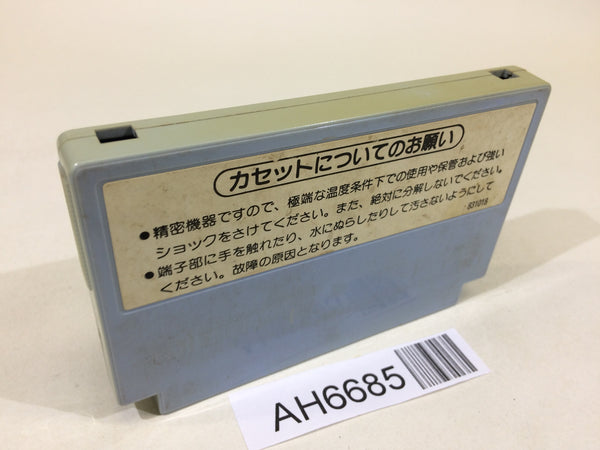 カセットについてのお願い
●精密機器ですので、極端な温度条件下での使用や保管および強い
ショックをさけてください。また、絶対に分解しないでください。
●端子部に手を触れたり、水にぬらしたりして汚さないようにして
ください。故障の原因となります。
831018
AH6685